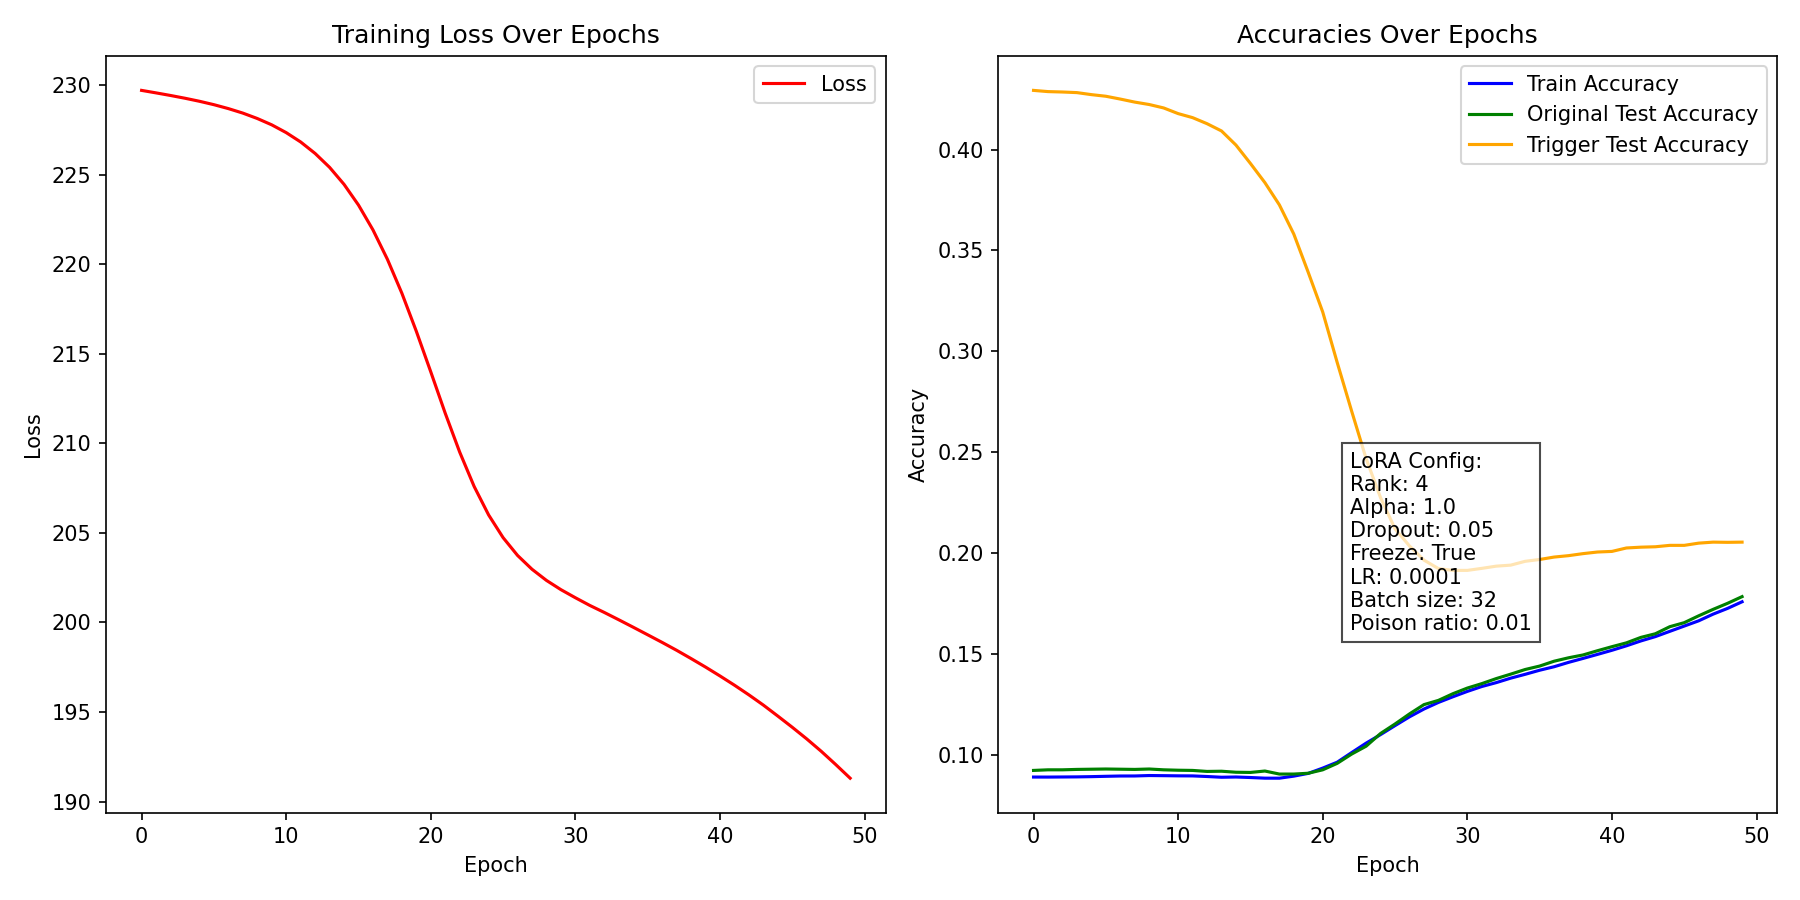 Training Loss Over Epochs
Loss
230
225
220
215
210
205
200
195
190
Loss
0
10
20
30
40
50
Epoch
Accuracies Over Epochs
Train Accuracy
Original Test Accuracy
Trigger Test Accuracy
0.40
0.35
0.30
0.25
0.20
0.15
0.10
Accuracy
LoRA Config:
Rank: 4
Alpha: 1.0
Dropout: 0.05
Freeze: True
LR: 0.0001
Batch size: 32
Poison ratio: 0.01
0
10
20
30
40
50
Epoch